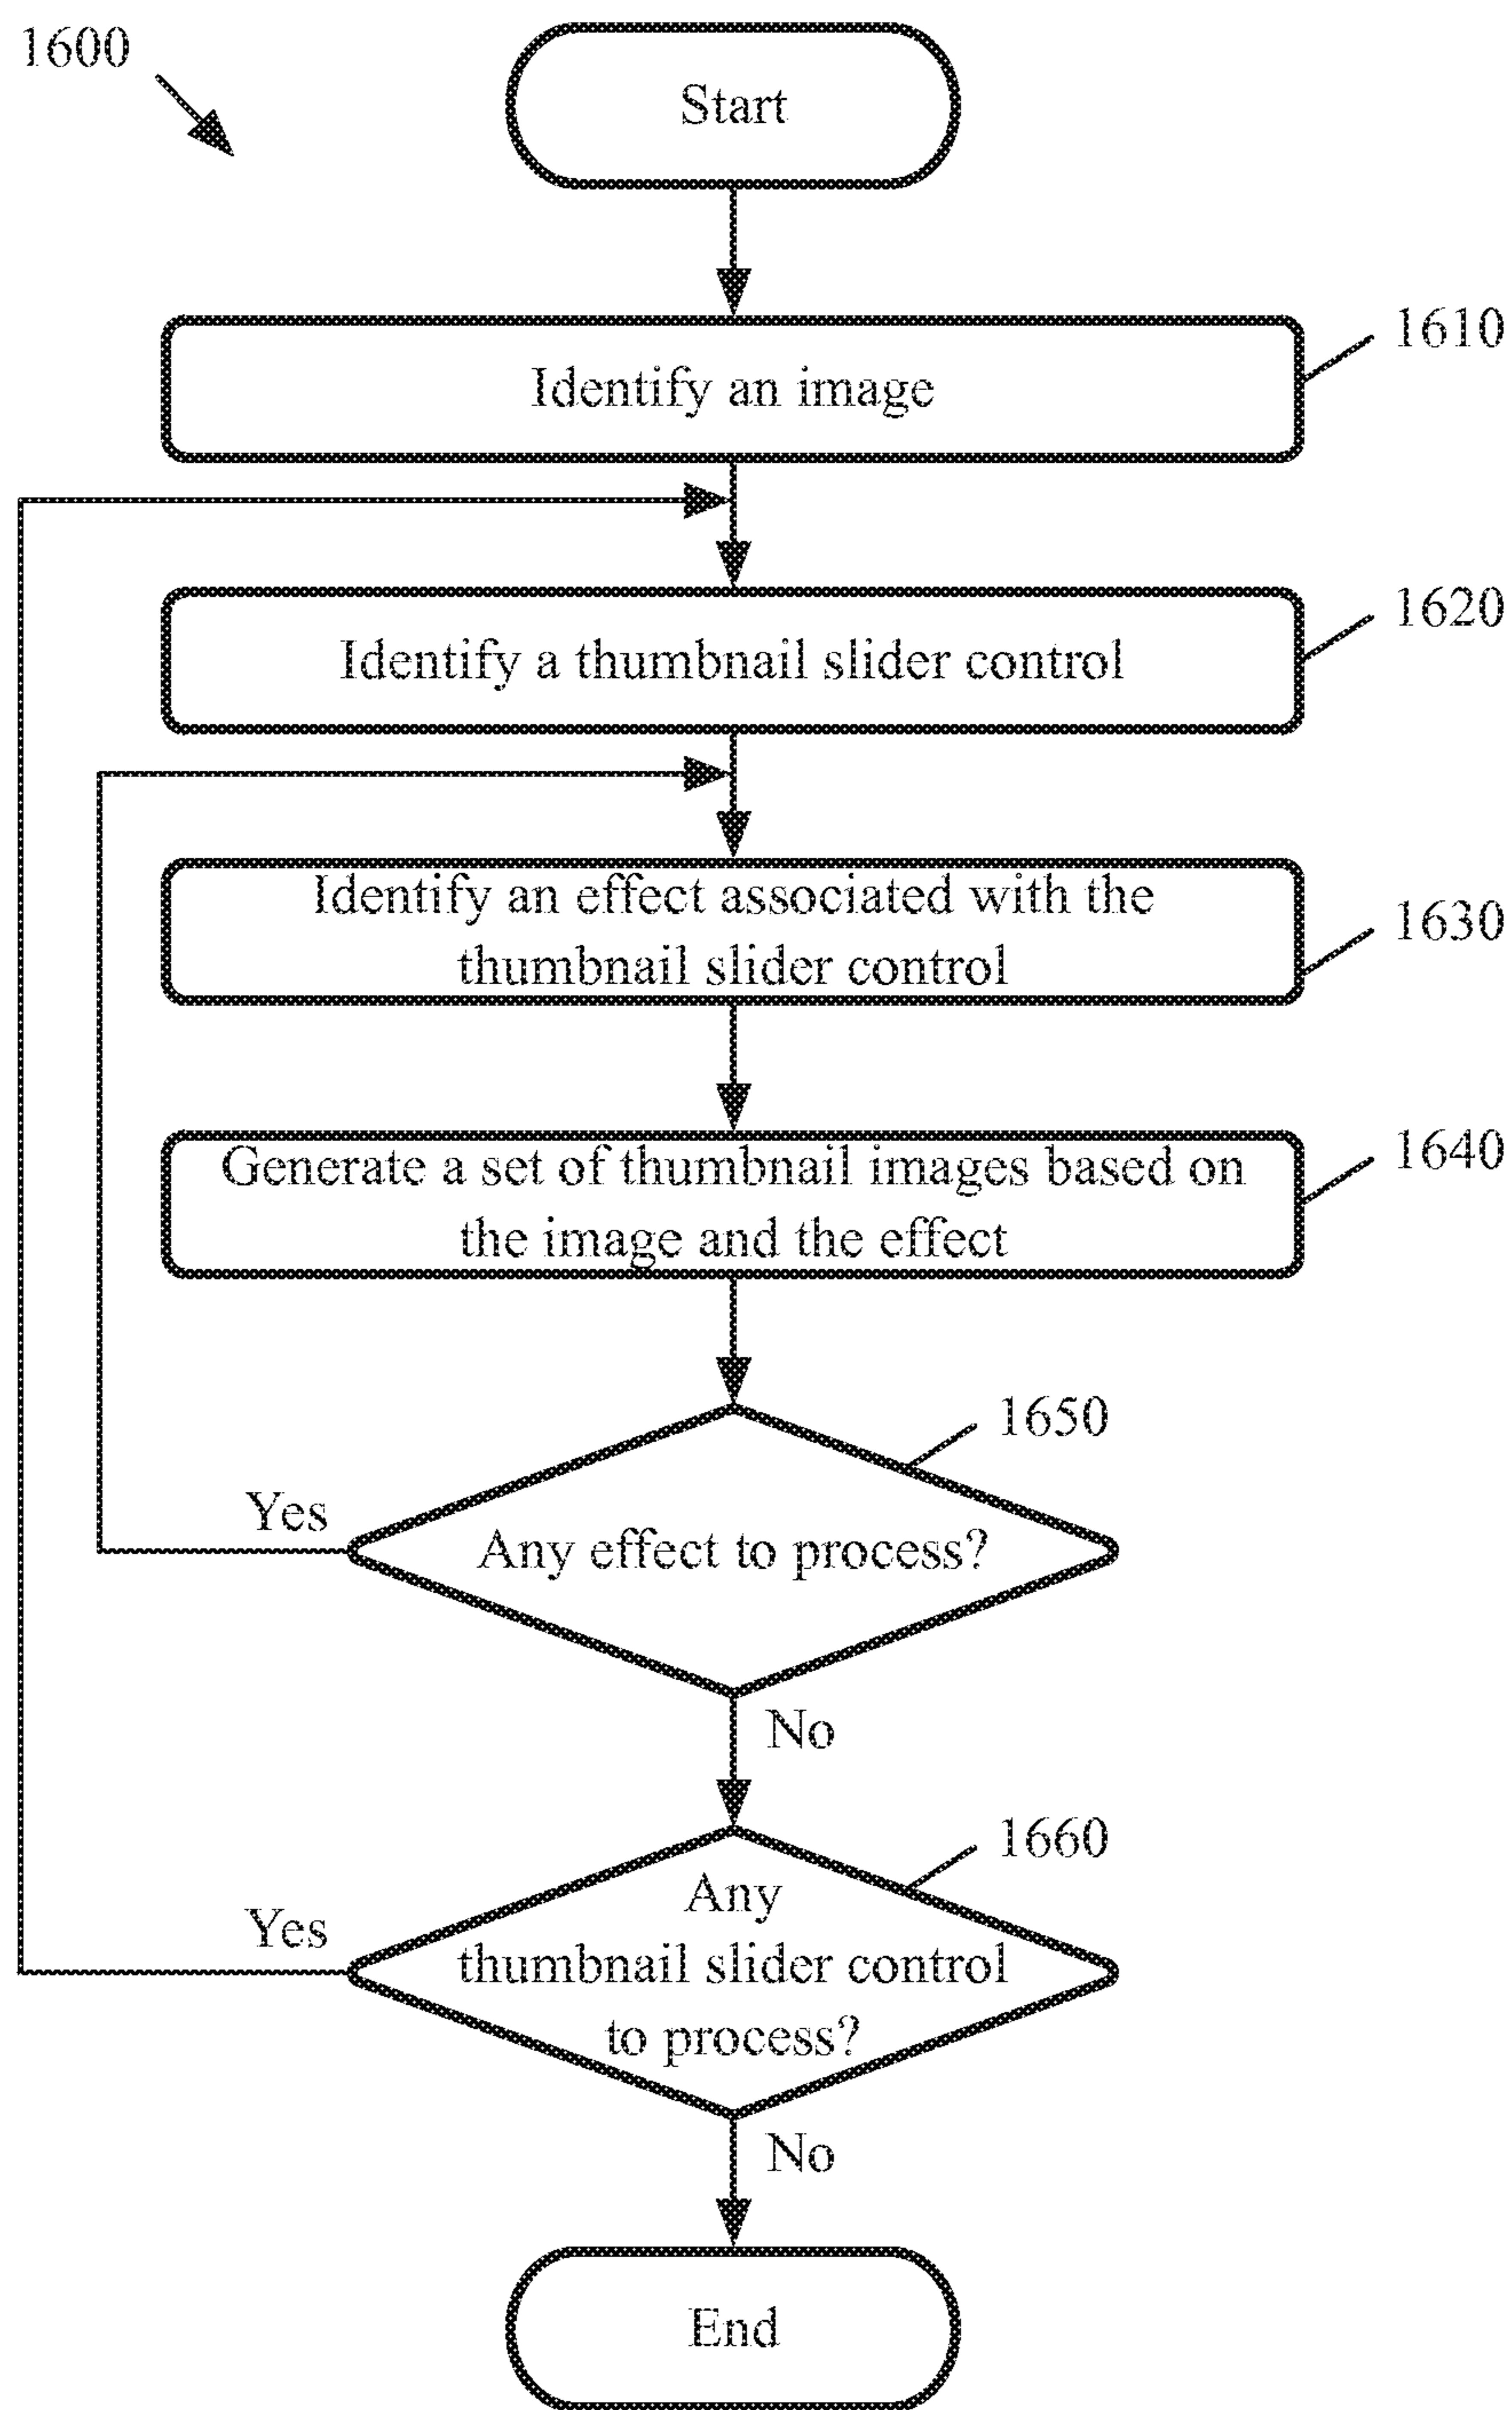 1600
Start
1610
Identify an image
1620
Identify a thumbnail slider control
Identify an effect associated with the
1630
thumbnail slider control
1640
Generate a set of thumbnail images based on
the image and the effect
1650
Yes
Any effect to process?
No
1660
Any
Yes
thumbnail slider control
to process?
No
End